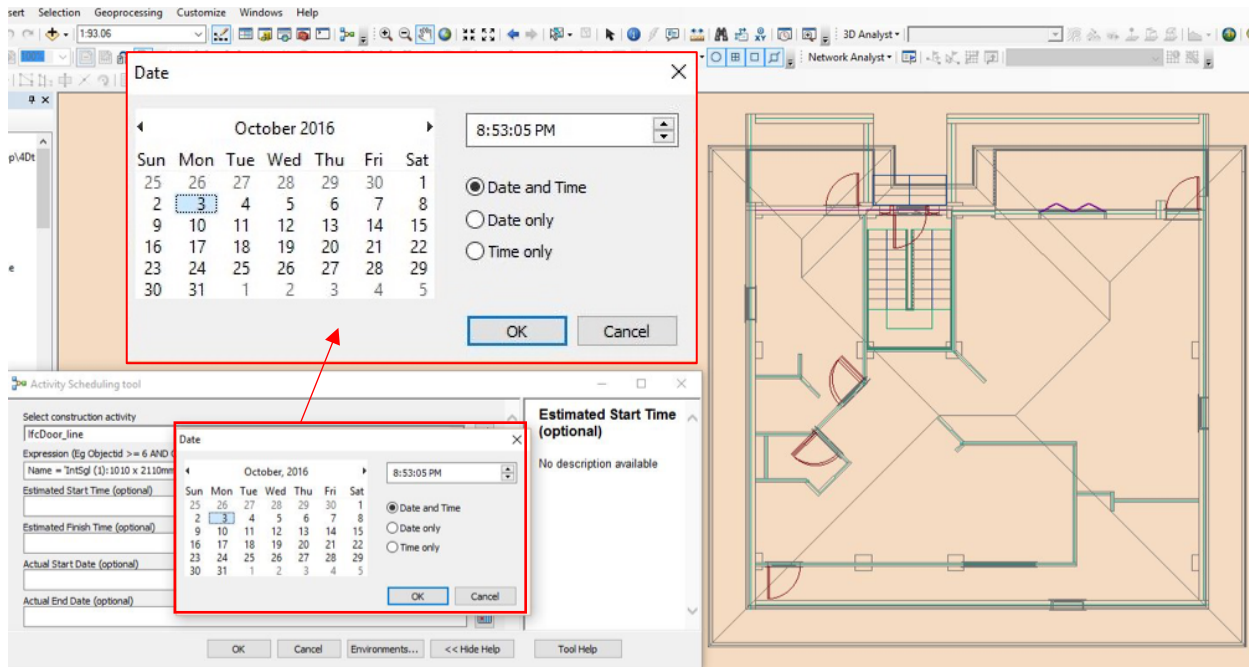 sert Selection Geoprocessing Customize Windows Help
1:93.06
3D Analyst
Network Analyst
p\4Dt
e
Date
October 2016
8:53:05 PM
Sun Mon Tue Wed Thu Fri Sat
25 26 27 28 29 30 1
2 3 4 5 6 7 8
9 10 11 12 13 14 15
16 17 18 19 20 21 22
23 24 25 26 27 28 29
30 31 1 2 3 4 5
Date and Time
Date only
Time only
OK Cancel
Activity Scheduling tool
Select construction activity
IfcDoor_line
Expression (Eg Objectid >= 6 AND
Name = 'IntSgl (1):1010 x 2110mm
Estimated Start Time (optional)
Estimated Finish Time (optional)
Actual Start Date (optional)
Actual End Date (optional)
Date
October, 2016
8:53:05 PM
Sun Mon Tue Wed Thu Fri Sat
25 26 27 28 29 30 1
2 3 4 5 6 7 8
9 10 11 12 13 14 15
16 17 18 19 20 21 22
23 24 25 26 27 28 29
30 31 1 2 3 4 5
Date and Time
Date only
Time only
OK Cancel
Estimated Start Time
(optional)
No description available
OK Cancel Environments... << Hide Help Tool Help